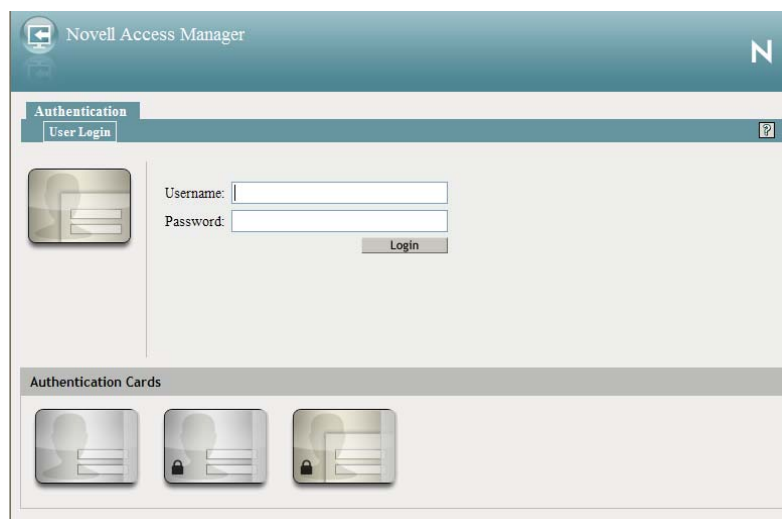 Novell Access Manager
N
Authentication
User Login
?
Username:
Password:
Login
Authentication Cards